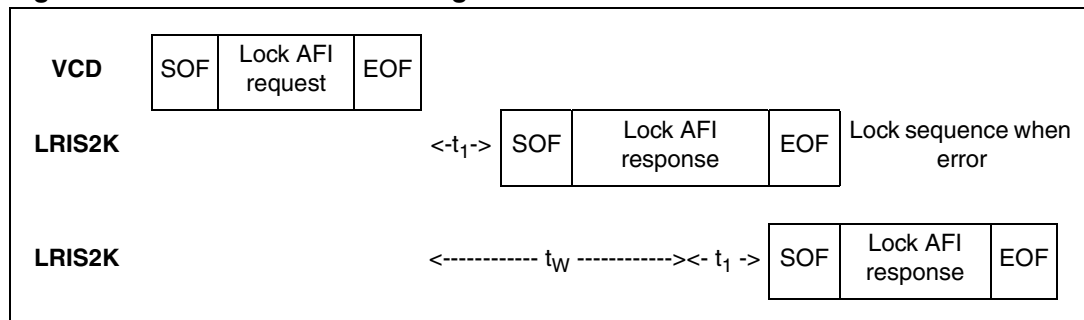 VCD SOF Lock AFI request EOF
LRIS2K <-t1-> SOF Lock AFI response EOF Lock sequence when error
LRIS2K <------------ tW ------------><- t1 -> SOF Lock AFI response EOF